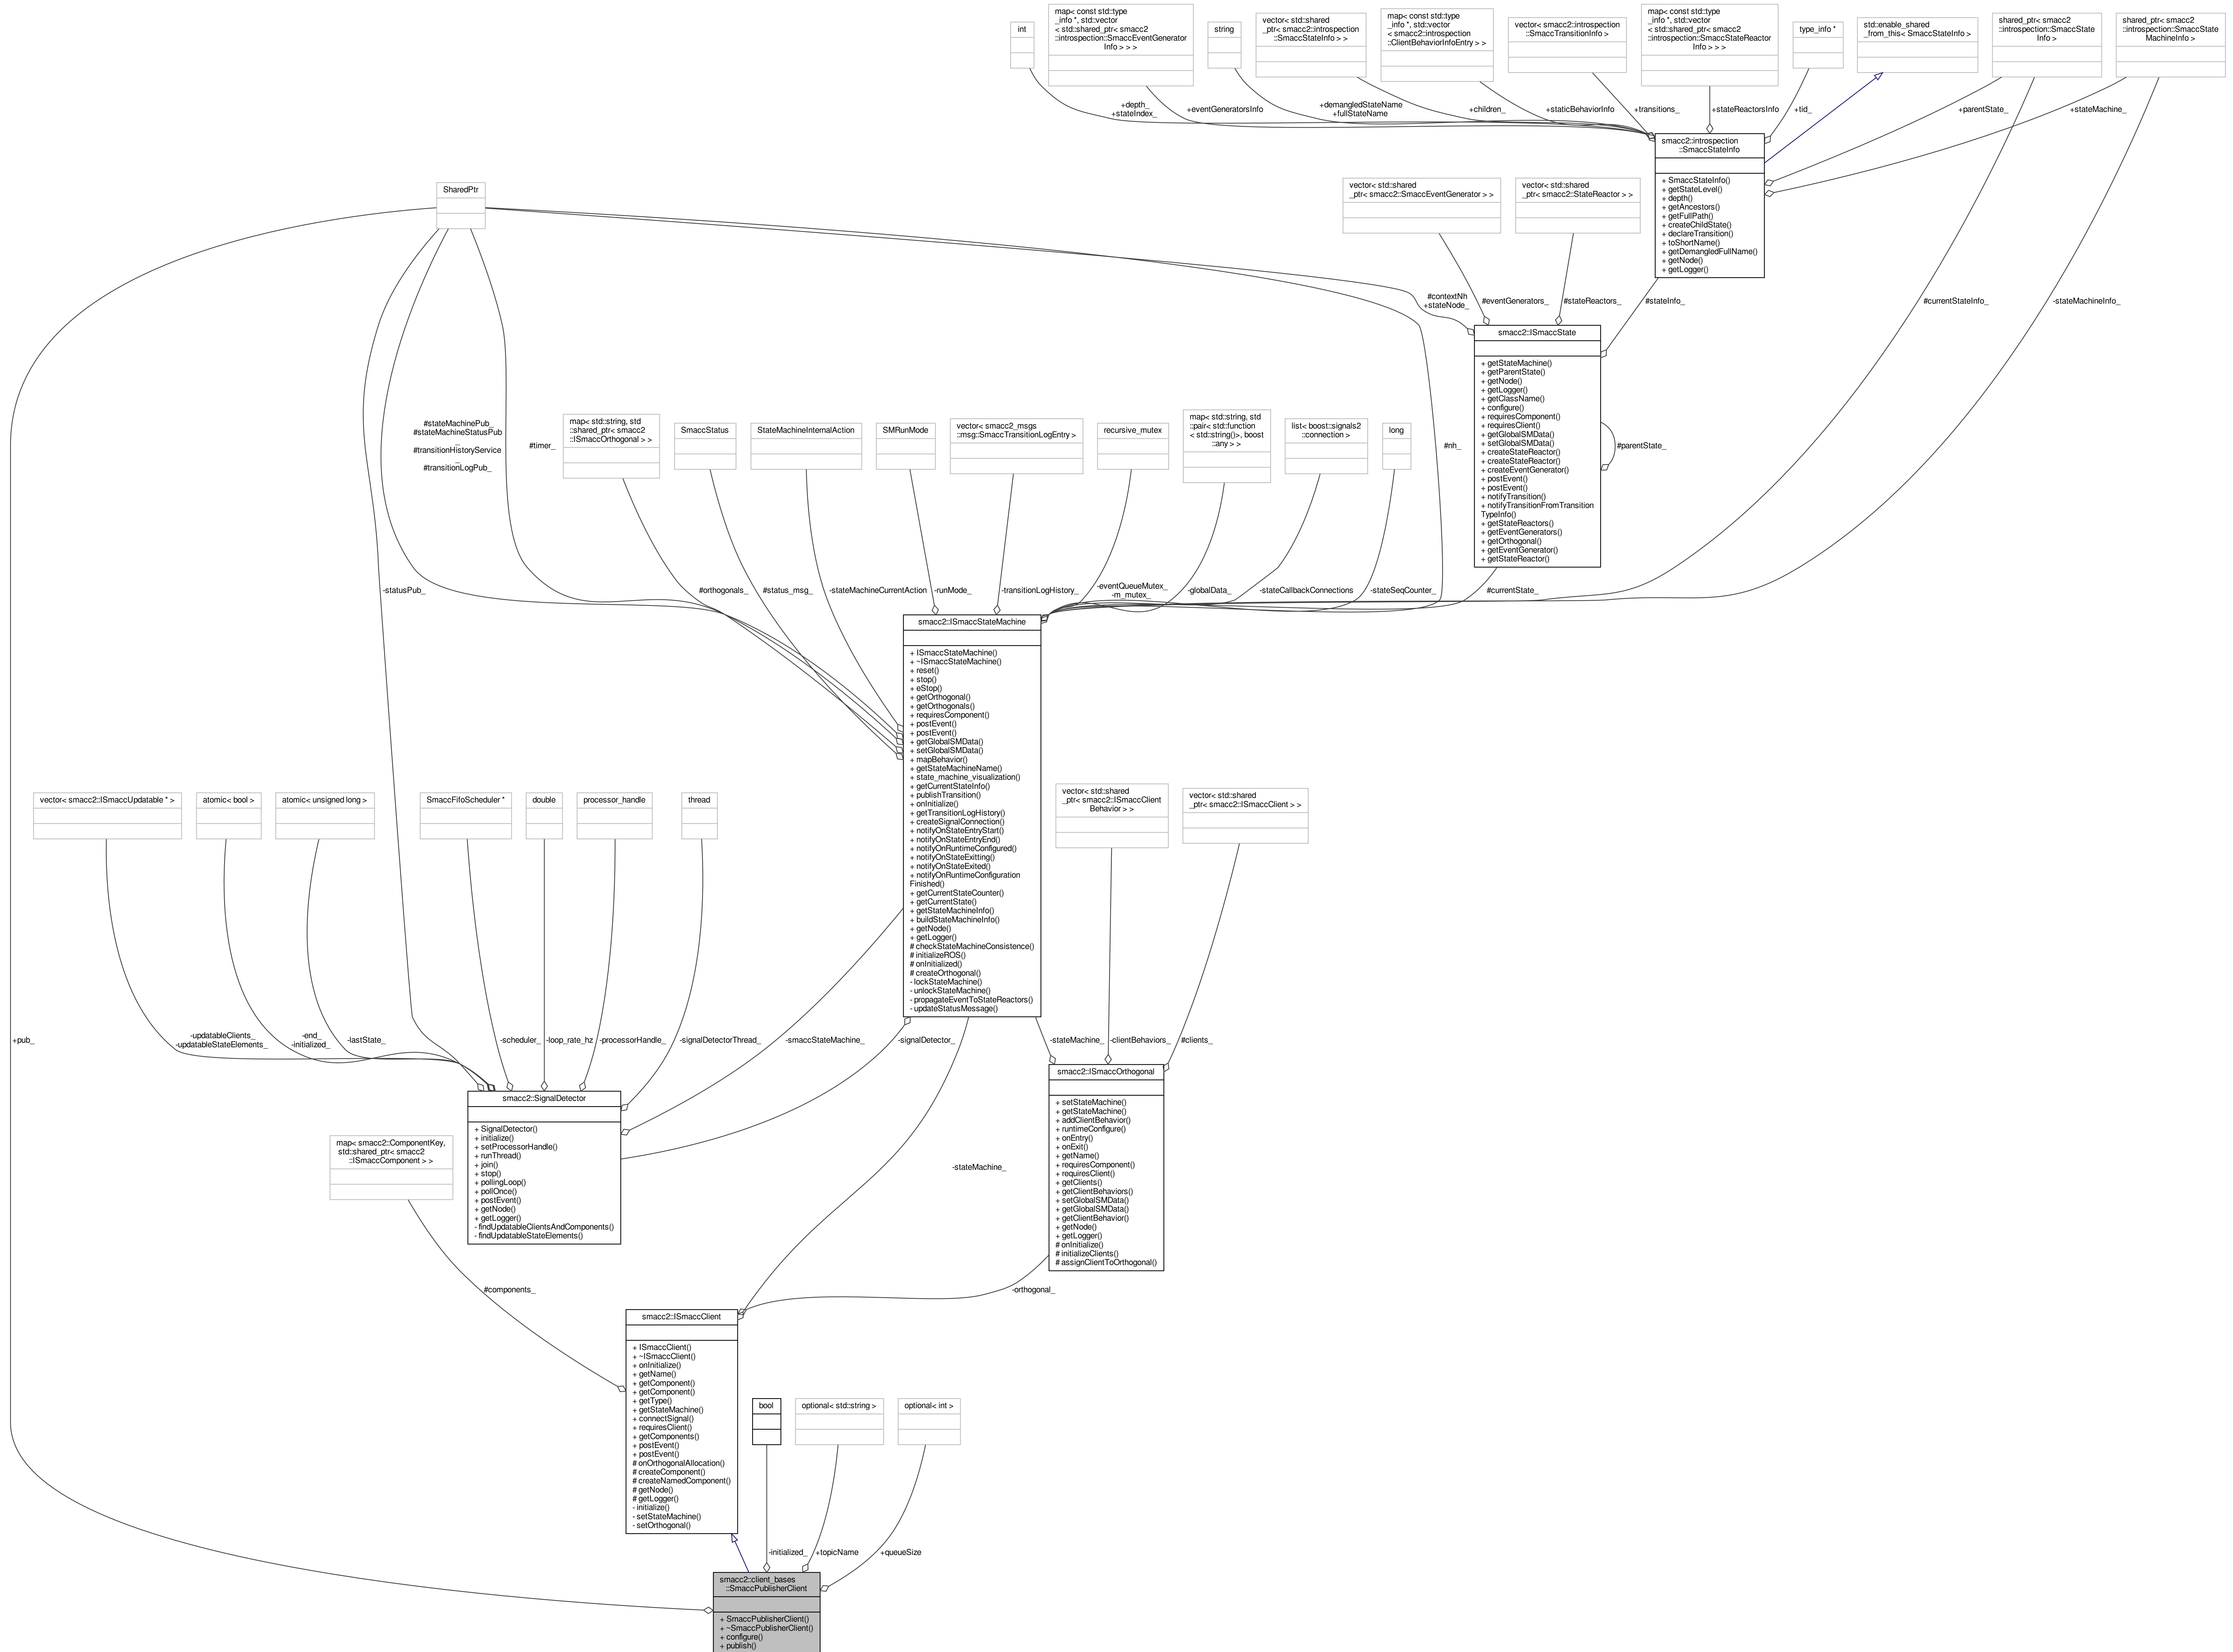 int
map< const std::type
_info *, std::vector
< std::shared_ptr< smacc2
::introspection::SmaccEventGenerator
Info > > >
string
vector< std::shared
_ptr< smacc2::introspection
::SmaccStateInfo > >
map< const std::type
_info *, std::vector
< smacc2::introspection
::ClientBehaviorInfoEntry > >
vector< smacc2::introspection
::SmaccTransitionInfo >
map< const std::type
_info *, std::vector
< std::shared_ptr< smacc2
::introspection::SmaccStateReactor
Info > > >
type_info *
std::enable_shared
_from_this< SmaccStateInfo >
shared_ptr< smacc2
::introspection::SmaccState
Info >
shared_ptr< smacc2
::introspection::SmaccState
MachineInfo >
+depth_
+stateIndex_
+eventGeneratorsInfo
+demangledStateName
+fullStateName
+children_
+staticBehaviorInfo
+transitions_
+stateReactorsInfo
+tid_
+parentState_
+stateMachine_
smacc2::introspection
::SmaccStateInfo
+ SmaccStateInfo()
+ getStateLevel()
+ depth()
+ getAncestors()
+ getFullPath()
+ createChildState()
+ declareTransition()
+ toShortName()
+ getDemangledFullName()
+ getNode()
+ getLogger()
SharedPtr
vector< std::shared
_ptr< smacc2::SmaccEventGenerator > >
vector< std::shared
_ptr< smacc2::StateReactor > >
#contextNh
+stateNode_
#eventGenerators_
#stateReactors_
#stateInfo_
#currentStateInfo_
-stateMachineInfo_
smacc2::ISmaccState
+ getStateMachine()
+ getParentState()
+ getNode()
+ getLogger()
+ getClassName()
+ configure()
+ requiresComponent()
+ requiresClient()
+ getGlobalSMData()
+ setGlobalSMData()
+ createStateReactor()
+ createStateReactor()
+ createEventGenerator()
+ postEvent()
+ postEvent()
+ notifyTransition()
+ notifyTransitionFromTransition
TypeInfo()
+ getStateReactors()
+ getEventGenerators()
+ getOrthogonal()
+ getEventGenerator()
+ getStateReactor()
#parentState_
#stateMachinePub_
#stateMachineStatusPub
_
#transitionHistoryService
_
#transitionLogPub_
#timer_
map< std::string, std
::shared_ptr< smacc2
::ISmaccOrthogonal > >
SmaccStatus
StateMachineInternalAction
SMRunMode
vector< smacc2_msgs
::msg::SmaccTransitionLogEntry >
recursive_mutex
map< std::string, std
::pair< std::function
< std::string()>, boost
::any > >
list< boost::signals2
::connection >
long
#nh_
-statusPub_
#orthogonals_
#status_msg_
-stateMachineCurrentAction
-runMode_
-transitionLogHistory_
-eventQueueMutex_
-m_mutex_
-globalData_
-stateCallbackConnections
-stateSeqCounter_
#currentState_
smacc2::ISmaccStateMachine
+ ISmaccStateMachine()
+ ~ISmaccStateMachine()
+ reset()
+ stop()
+ eStop()
+ getOrthogonal()
+ getOrthogonals()
+ requiresComponent()
+ postEvent()
+ postEvent()
+ getGlobalSMData()
+ setGlobalSMData()
+ mapBehavior()
+ getStateMachineName()
+ state_machine_visualization()
+ getCurrentStateInfo()
+ publishTransition()
+ onInitialize()
+ getTransitionLogHistory()
+ createSignalConnection()
+ notifyOnStateEntryStart()
+ notifyOnStateEntryEnd()
+ notifyOnRuntimeConfigured()
+ notifyOnStateExitting()
+ notifyOnStateExited()
+ notifyOnRuntimeConfiguration
Finished()
+ getCurrentStateCounter()
+ getCurrentState()
+ getStateMachineInfo()
+ buildStateMachineInfo()
+ getNode()
+ getLogger()
# checkStateMachineConsistence()
# initializeROS()
# onInitialized()
# createOrthogonal()
- lockStateMachine()
- unlockStateMachine()
- propagateEventToStateReactors()
- updateStatusMessage()
vector< smacc2::ISmaccUpdatable * >
atomic< bool >
atomic< unsigned long >
SmaccFifoScheduler *
double
processor_handle
thread
vector< std::shared
_ptr< smacc2::ISmaccClient
Behavior > >
vector< std::shared
_ptr< smacc2::ISmaccClient > >
+pub_
-updatableClients_
-updatableStateElements_
-end_
-initialized_
-lastState_
-scheduler_
-loop_rate_hz
-processorHandle_
-signalDetectorThread_
-smaccStateMachine_
-signalDetector_
-stateMachine_
-clientBehaviors_
#clients_
smacc2::SignalDetector
+ SignalDetector()
+ initialize()
+ setProcessorHandle()
+ runThread()
+ join()
+ stop()
+ pollingLoop()
+ pollOnce()
+ postEvent()
+ getNode()
+ getLogger()
- findUpdatableClientsAndComponents()
- findUpdatableStateElements()
smacc2::ISmaccOrthogonal
+ setStateMachine()
+ getStateMachine()
+ addClientBehavior()
+ runtimeConfigure()
+ onEntry()
+ onExit()
+ getName()
+ requiresComponent()
+ requiresClient()
+ getClients()
+ getClientBehaviors()
+ setGlobalSMData()
+ getGlobalSMData()
+ getClientBehavior()
+ getNode()
+ getLogger()
# onInitialize()
# initializeClients()
# assignClientToOrthogonal()
map< smacc2::ComponentKey,
std::shared_ptr< smacc2
::ISmaccComponent > >
-stateMachine_
#components_
-orthogonal_
smacc2::ISmaccClient
+ ISmaccClient()
+ ~ISmaccClient()
+ onInitialize()
+ getName()
+ getComponent()
+ getComponent()
+ getType()
+ getStateMachine()
+ connectSignal()
+ requiresClient()
+ getComponents()
+ postEvent()
+ postEvent()
# onOrthogonalAllocation()
# createComponent()
# createNamedComponent()
# getNode()
# getLogger()
- initialize()
- setStateMachine()
- setOrthogonal()
bool
optional< std::string >
optional< int >
-initialized_
+topicName
+queueSize
smacc2::client_bases
::SmaccPublisherClient
+ SmaccPublisherClient()
+ ~SmaccPublisherClient()
+ configure()
+ publish()